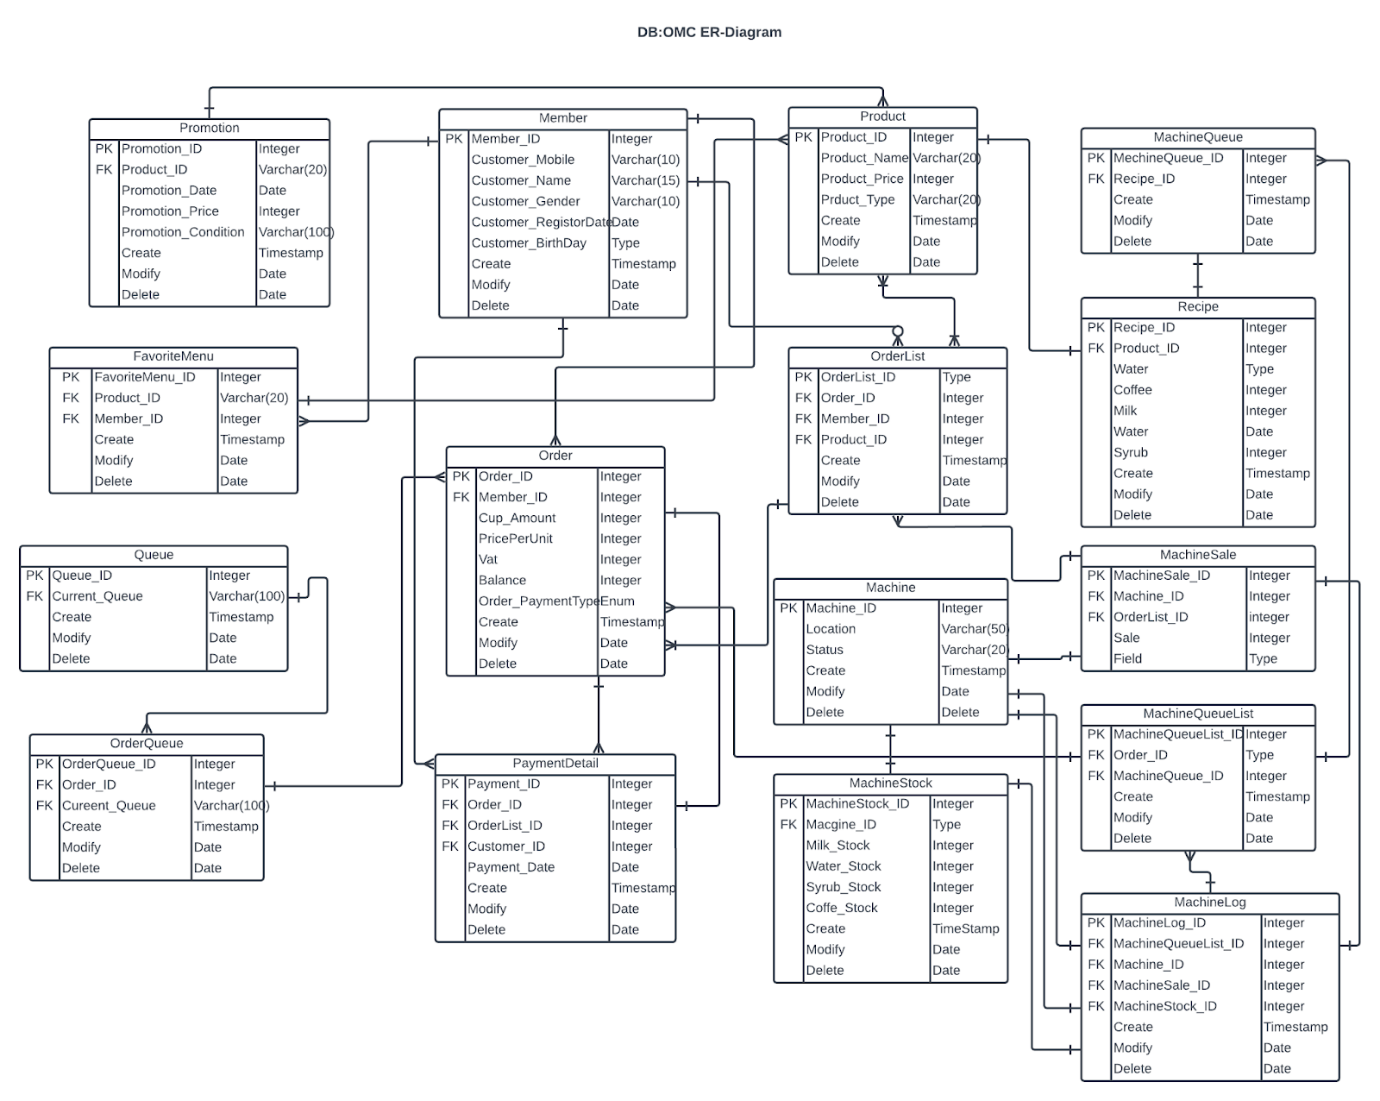 DB:OMC ER-Diagram
Promotion
PK Promotion_ID Integer
FK Product_ID Varchar(20)
Promotion_Date Date
Promotion_Price Integer
Promotion_Condition Varchar(100)
Create Timestamp
Modify Date
Delete Date
Member
PK Member_ID Integer
Customer_Mobile Varchar(10)
Customer_Name Varchar(15)
Customer_Gender Varchar(10)
Customer_RegistorDate Date
Customer_BirthDay Type
Create Timestamp
Modify Date
Delete Date
Product
PK Product_ID Integer
Product_Name Varchar(20)
Product_Price Integer
Prduct_Type Varchar(20)
Create Timestamp
Modify Date
Delete Date
MachineQueue
PK MechineQueue_ID Integer
FK Recipe_ID Integer
Create Timestamp
Modify Date
Delete Date
FavoriteMenu
PK FavoriteMenu_ID Integer
FK Product_ID Varchar(20)
FK Member_ID Integer
Create Timestamp
Modify Date
Delete Date
OrderList
PK OrderList_ID Type
FK Order_ID Integer
FK Member_ID Integer
FK Product_ID Integer
Create Timestamp
Modify Date
Delete Date
Recipe
PK Recipe_ID Integer
FK Product_ID Integer
Water Type
Coffee Integer
Milk Integer
Water Date
Syrub Integer
Create Timestamp
Modify Date
Delete Date
Order
PK Order_ID Integer
FK Member_ID Integer
Cup_Amount Integer
PricePerUnit Integer
Vat Integer
Balance Integer
Order_PaymentType Enum
Create Timestamp
Modify Date
Delete Date
Queue
PK Queue_ID Integer
FK Current_Queue Varchar(100)
Create Timestamp
Modify Date
Delete Date
Machine
PK Machine_ID Integer
Location Varchar(50)
Status Varchar(20)
Create Timestamp
Modify Date
Delete Delete
MachineSale
PK MachineSale_ID Integer
FK Machine_ID Integer
FK OrderList_ID integer
Sale Integer
Field Type
OrderQueue
PK OrderQueue_ID Integer
FK Order_ID Integer
FK Cureent_Queue Varchar(100)
Create Timestamp
Modify Date
Delete Date
PaymentDetail
PK Payment_ID Integer
FK Order_ID Integer
FK OrderList_ID Integer
FK Customer_ID Integer
Payment_Date Date
Create Timestamp
Modify Date
Delete Date
MachineStock
PK MachineStock_ID Integer
FK Macgine_ID Type
Milk_Stock Integer
Water_Stock Integer
Syrub_Stock Integer
Coffe_Stock Integer
Create TimeStamp
Modify Date
Delete Date
MachineQueueList
PK MachineQueueList_ID Integer
FK Order_ID Type
FK MachineQueue_ID Integer
Create Timestamp
Modify Date
Delete Date
MachineLog
PK MachineLog_ID Integer
FK MachineQueueList_ID Integer
FK Machine_ID Integer
FK MachineSale_ID Integer
FK MachineStock_ID Integer
Create Timestamp
Modify Date
Delete Date